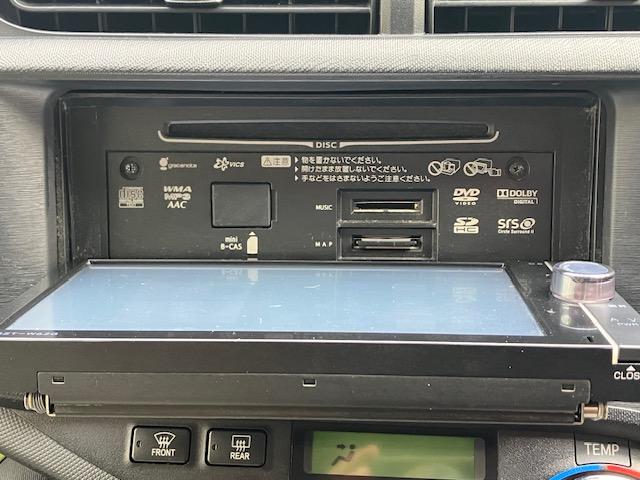 DISC
gracenote
VICS
注意
物を置かないでください。
開けたまま放置しないでください。
手などをはさまないようご注意ください。
WMA
MP3
AAC
MUSIC
MAP
mini
B-CAS
DVD
VIDEO
DOLBY
DIGITAL
SD
HC
SRS
Circle Surround II
FRONT
REAR
TEMP